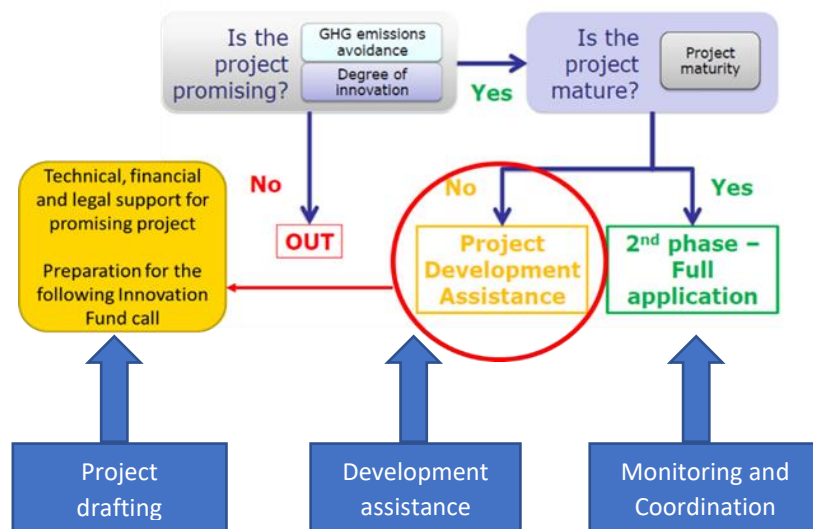 Is the
project
promising?
GHG emissions
avoidance
Degree of
innovation
Yes
Is the
project
mature?
Project
maturity
Technical, financial
and legal support for
promising project
Preparation for the
following Innovation
Fund call
No
OUT
No
Project
Development
Assistance
Yes
2nd phase –
Full
application
Project
drafting
Development
assistance
Monitoring and
Coordination